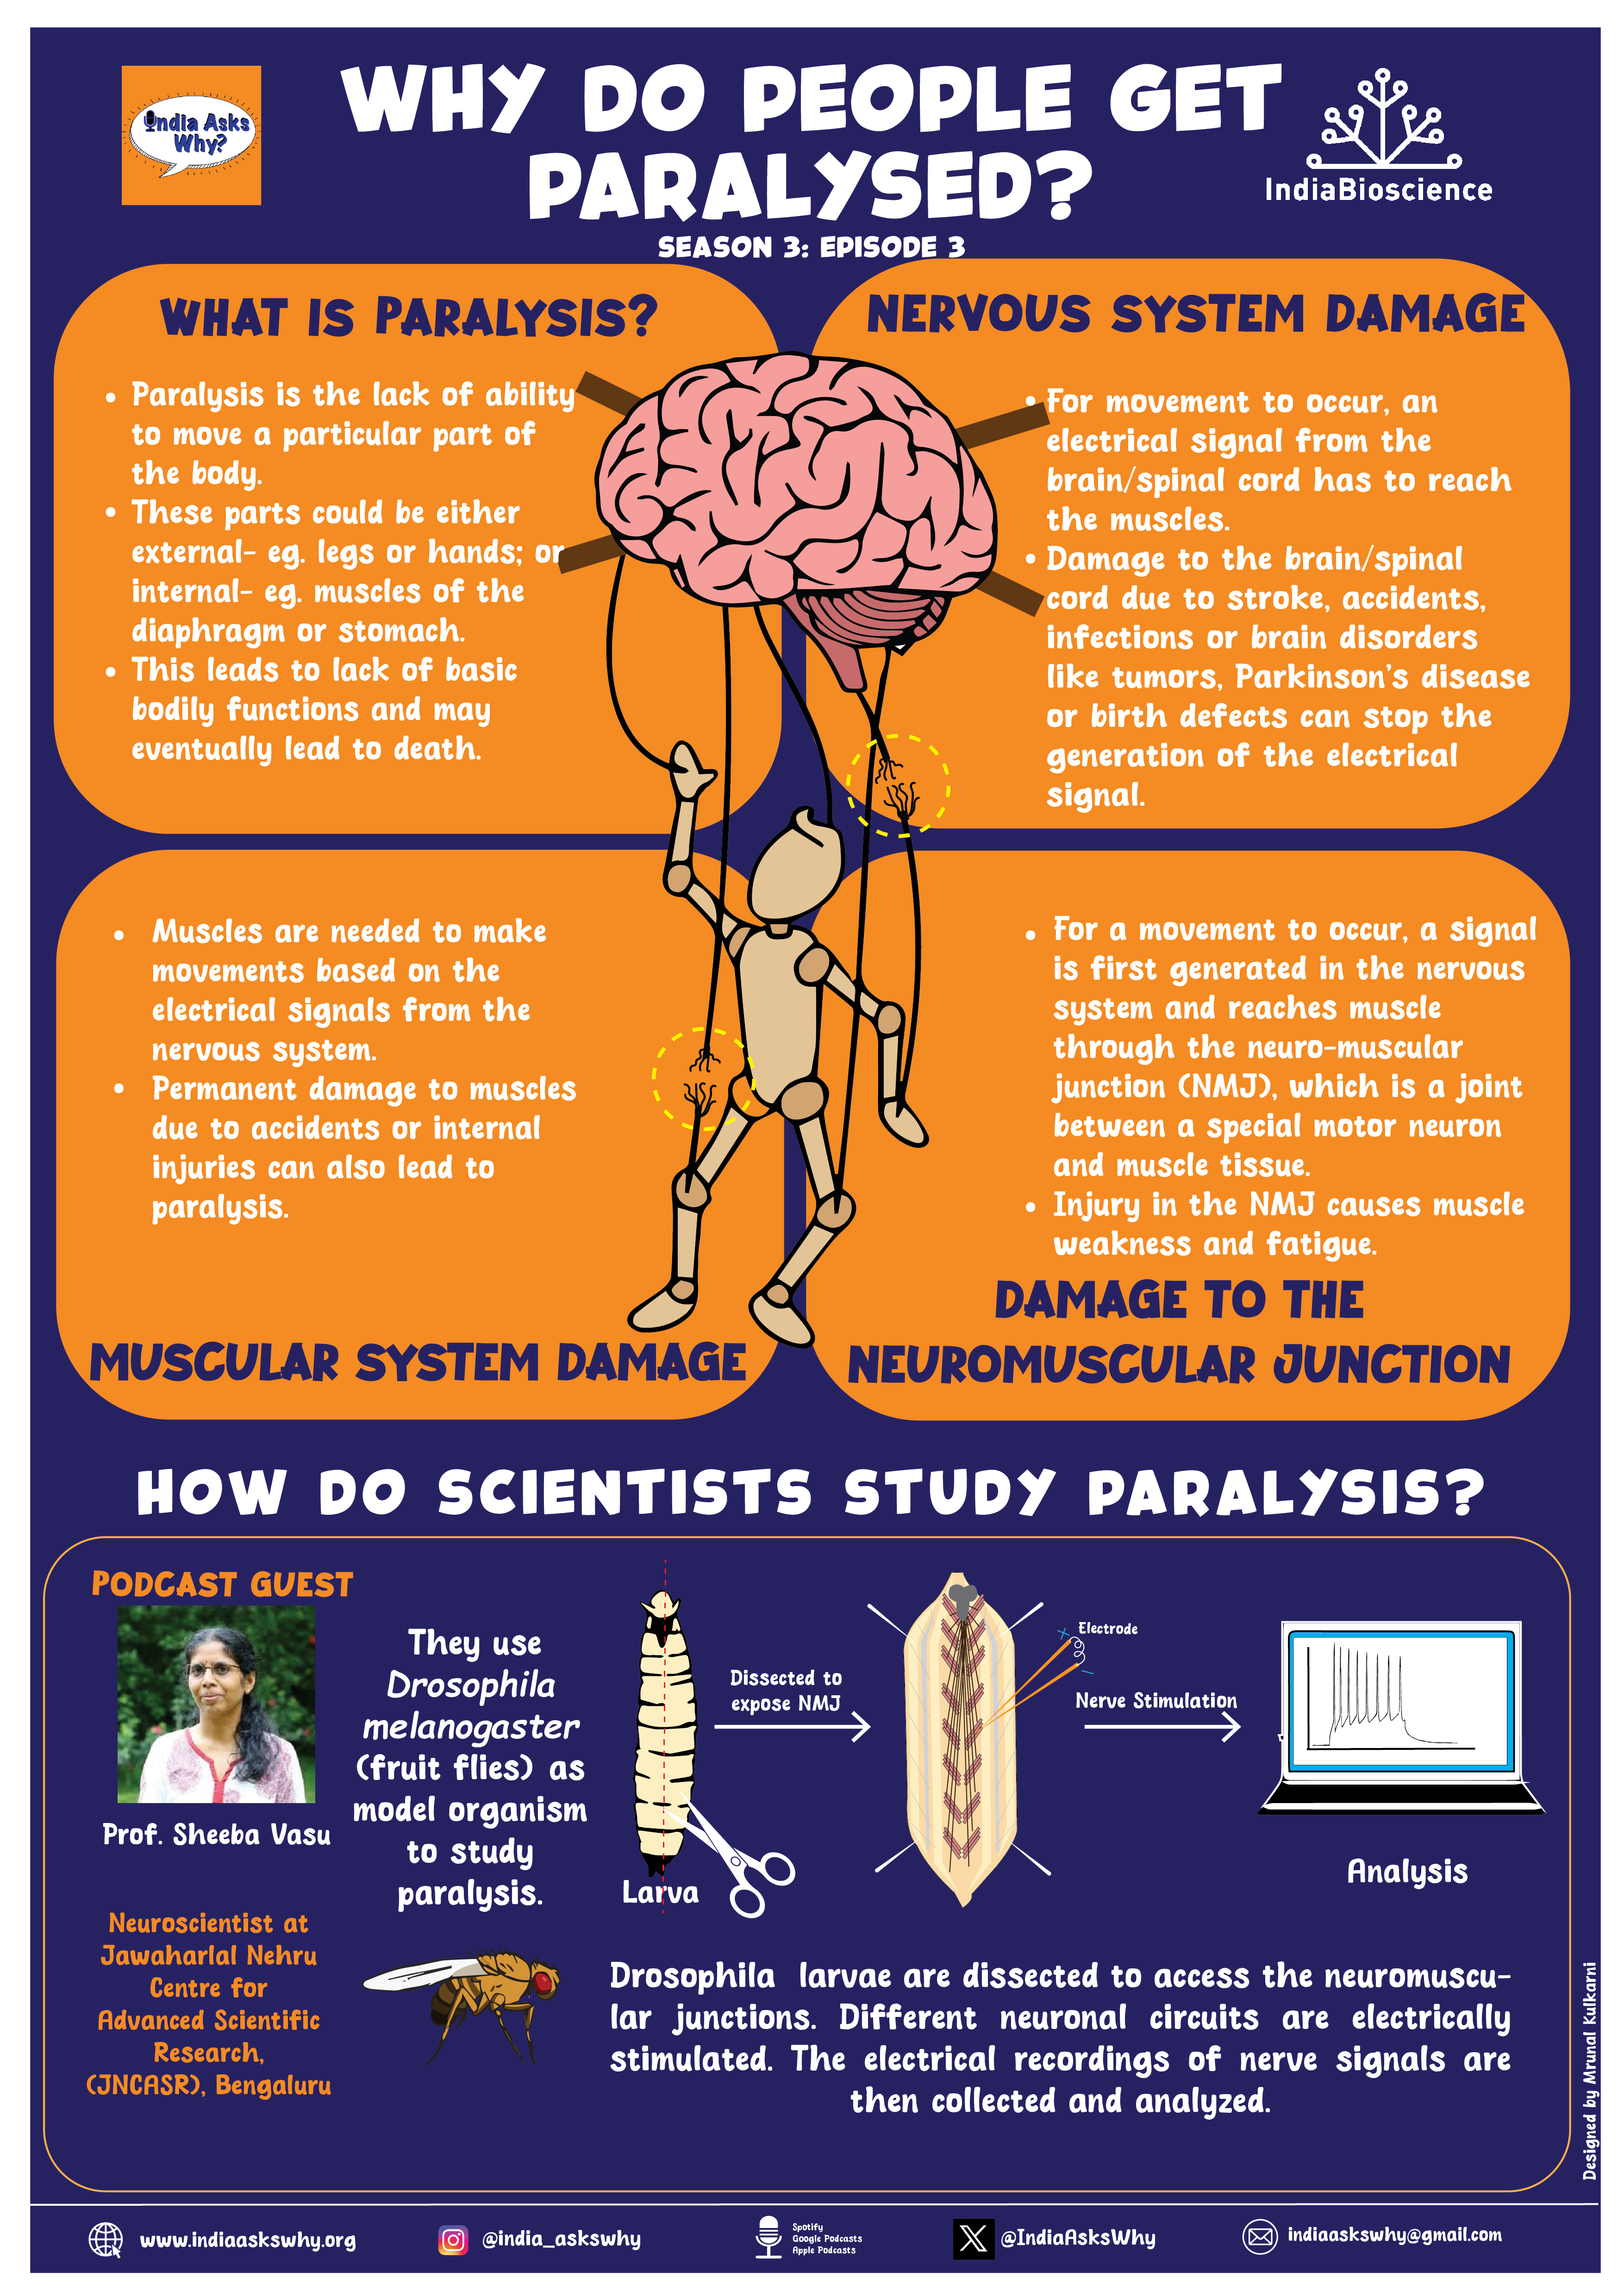 India Asks
Why?
WHY DO PEOPLE GET
PARALYSED?
SEASON 3: EPISODE 3
IndiaBioscience
WHAT IS PARALYSIS?
• Paralysis is the lack of ability
to move a particular part of
the body.
• These parts could be either
external- eg. legs or hands; or
internal- eg. muscles of the
diaphragm or stomach.
• This leads to lack of basic
bodily functions and may
eventually lead to death.
NERVOUS SYSTEM DAMAGE
• For movement to occur, an
electrical signal from the
brain/spinal cord has to reach
the muscles.
• Damage to the brain/spinal
cord due to stroke, accidents,
infections or brain disorders
like tumors, Parkinson's disease
or birth defects can stop the
generation of the electrical
signal.
• Muscles are needed to make
movements based on the
electrical signals from the
nervous system.
• Permanent damage to muscles
due to accidents or internal
injuries can also lead to
paralysis.
MUSCULAR SYSTEM DAMAGE
• For a movement to occur, a signal
is first generated in the nervous
system and reaches muscle
through the neuro-muscular
junction (NMJ), which is a joint
between a special motor neuron
and muscle tissue.
• Injury in the NMJ causes muscle
weakness and fatigue.
DAMAGE TO THE
NEUROMUSCULAR JUNCTION
HOW DO SCIENTISTS STUDY PARALYSIS?
PODCAST GUEST
Prof. Sheeba Vasu
Neuroscientist at
Jawaharlal Nehru
Centre for
Advanced Scientific
Research,
(JNCASR), Bengaluru
They use
Drosophila
melanogaster
(fruit flies) as
model organism
to study
paralysis.
Larva
Dissected to
expose NMJ
+ Electrode
-
Nerve Stimulation
Analysis
Drosophila larvae are dissected to access the neuromuscu-
lar junctions. Different neuronal circuits are electrically
stimulated. The electrical recordings of nerve signals are
then collected and analyzed.
Designed by Mrunal Kulkarni
www.indiaaskswhy.org
@india_askswhy
Spotify
Google Podcasts
Apple Podcasts
@IndiaAsksWhy
indiaaskswhy@gmail.com